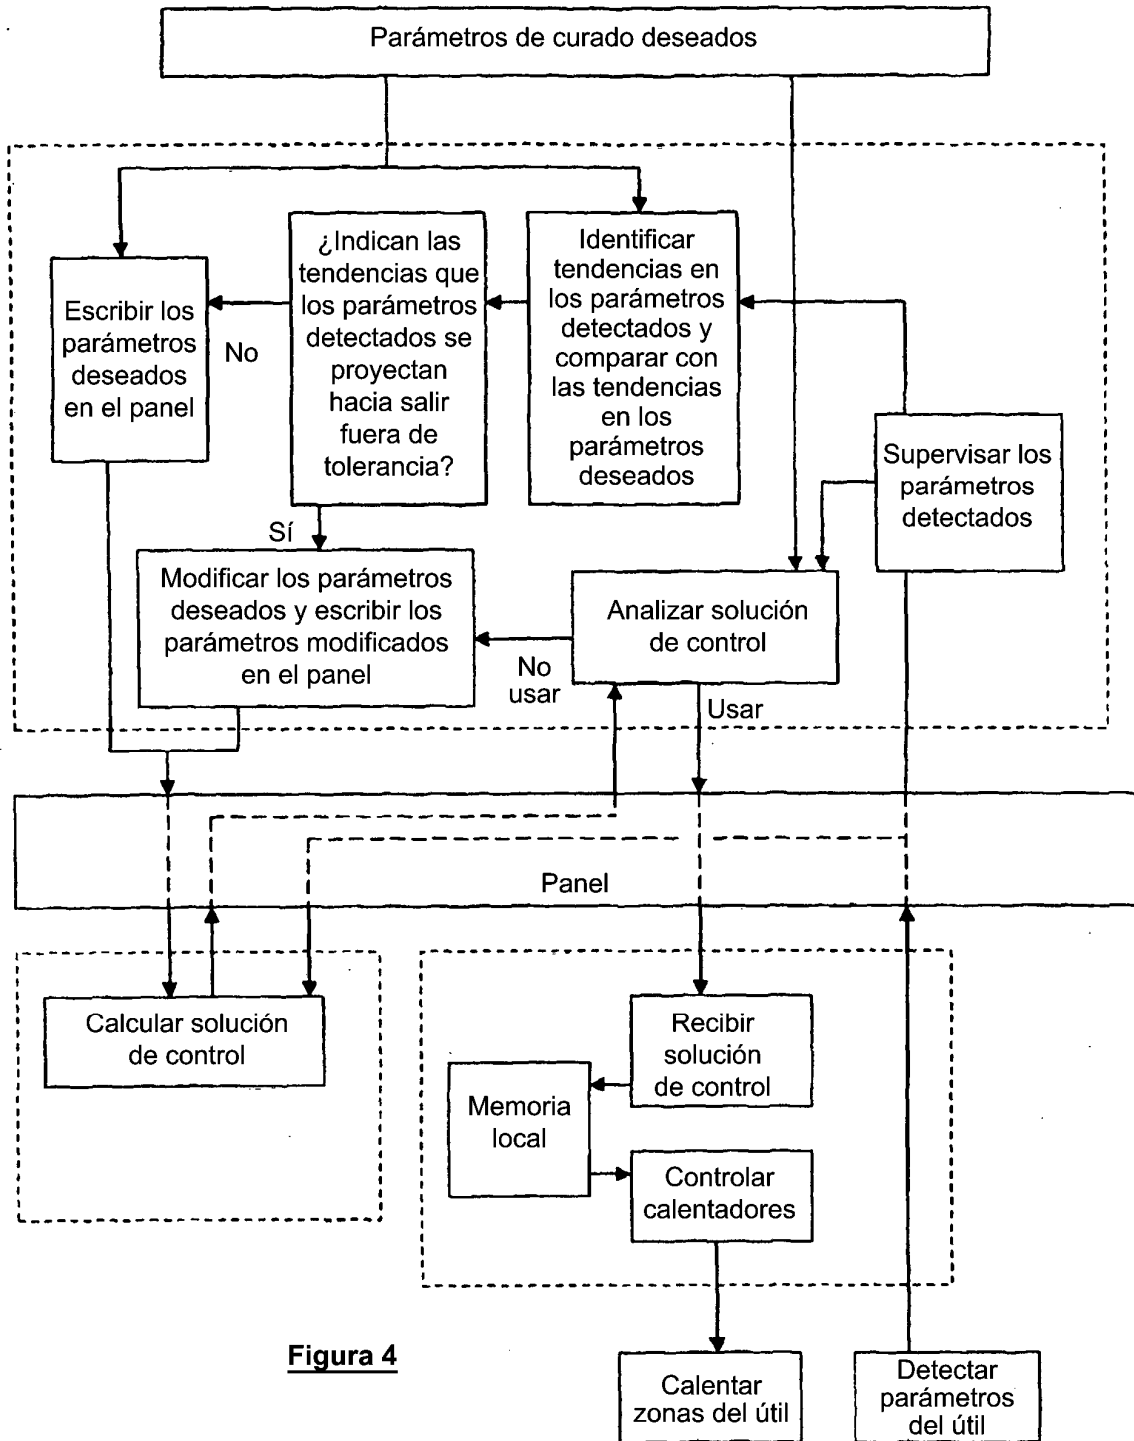 Parámetros de curado deseados
Escribir los
parámetros
deseados
en el panel
No
¿Indican las
tendencias que
los parámetros
detectados se
proyectan
hacia salir
fuera de
tolerancia?
Sí
Identificar
tendencias en
los parámetros
detectados y
comparar con
las tendencias
en los
parámetros
deseados
Supervisar los
parámetros
detectados
Modificar los parámetros
deseados y escribir los
parámetros modificados
en el panel
No
usar
Analizar solución
de control
Usar
Panel
Calcular solución
de control
Recibir
solución
de control
Memoria
local
Controlar
calentadores
Figura 4
Calentar
zonas del útil
Detectar
parámetros
del útil